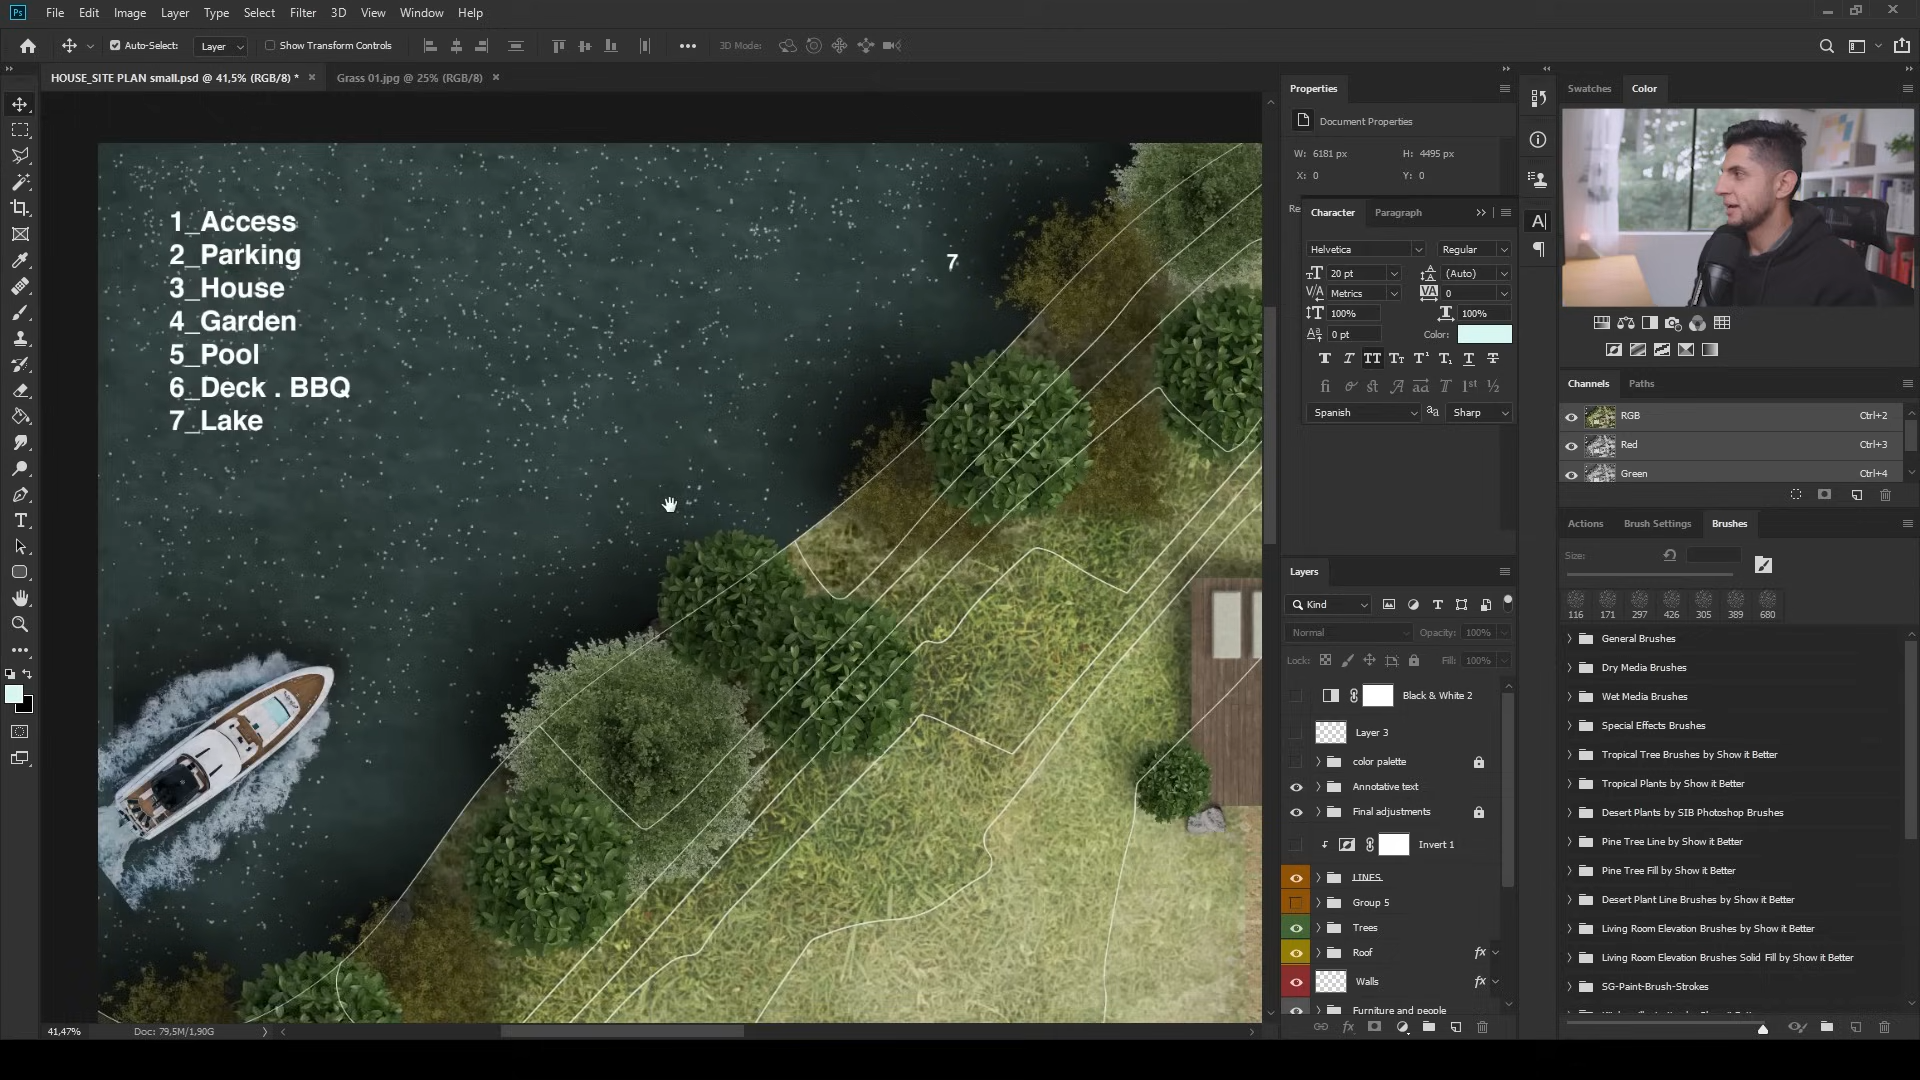 Ps File Edit Image Layer Type Select Filter 3D View Window Help
Auto-Select: Layer Show Transform Controls 3D Mode:
HOUSE_SITE PLAN small.psd @ 41,5% (RGB/8) * Grass 01.jpg @ 25% (RGB/8)
1_Access
2_Parking
3_House
4_Garden
5_Pool
6_Deck . BBQ
7_Lake
7
41,47% Doc: 79,5M/1,90G
Properties
Document Properties
W: 6181 px H: 4495 px
X: 0 Y: 0
Re
Character Paragraph
Helvetica Regular
20 pt (Auto)
Metrics 0
100% 100%
0 pt Color:
Spanish Sharp
Layers
Kind
Normal Opacity: 100%
Lock: Fill: 100%
Black & White 2
Layer 3
color palette
Annotative text
Final adjustments
Invert 1
LINES
Group 5
Trees
Roof fx
Walls fx
Furniture and people
Swatches Color
Channels Paths
RGB Ctrl+2
Red Ctrl+3
Green Ctrl+4
Actions Brush Settings Brushes
Size:
116 171 297 426 305 389 680
General Brushes
Dry Media Brushes
Wet Media Brushes
Special Effects Brushes
Tropical Tree Brushes by Show it Better
Tropical Plants by Show it Better
Desert Plants by SIB Photoshop Brushes
Pine Tree Line by Show it Better
Pine Tree Fill by Show it Better
Desert Plant Line Brushes by Show it Better
Living Room Elevation Brushes by Show it Better
Living Room Elevation Brushes Solid Fill by Show it Better
SG-Paint-Brush-Strokes